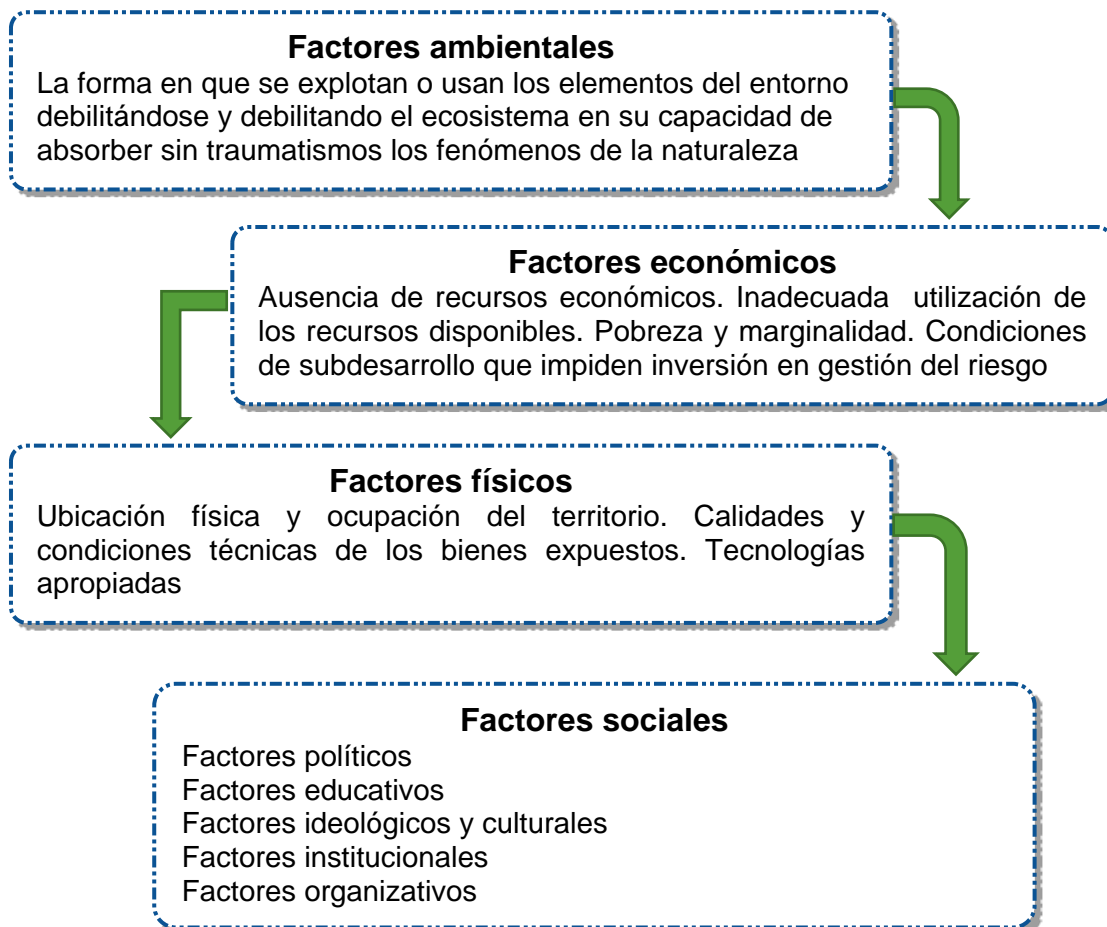 Factores ambientales
La forma en que se explotan o usan los elementos del entorno
debilitándose y debilitando el ecosistema en su capacidad de
absorber sin traumatismos los fenómenos de la naturaleza
Factores económicos
Ausencia de recursos económicos. Inadecuada utilización de
los recursos disponibles. Pobreza y marginalidad. Condiciones
de subdesarrollo que impiden inversión en gestión del riesgo
Factores físicos
Ubicación física y ocupación del territorio. Calidades y
condiciones técnicas de los bienes expuestos. Tecnologías
apropiadas
Factores sociales
Factores políticos
Factores educativos
Factores ideológicos y culturales
Factores institucionales
Factores organizativos